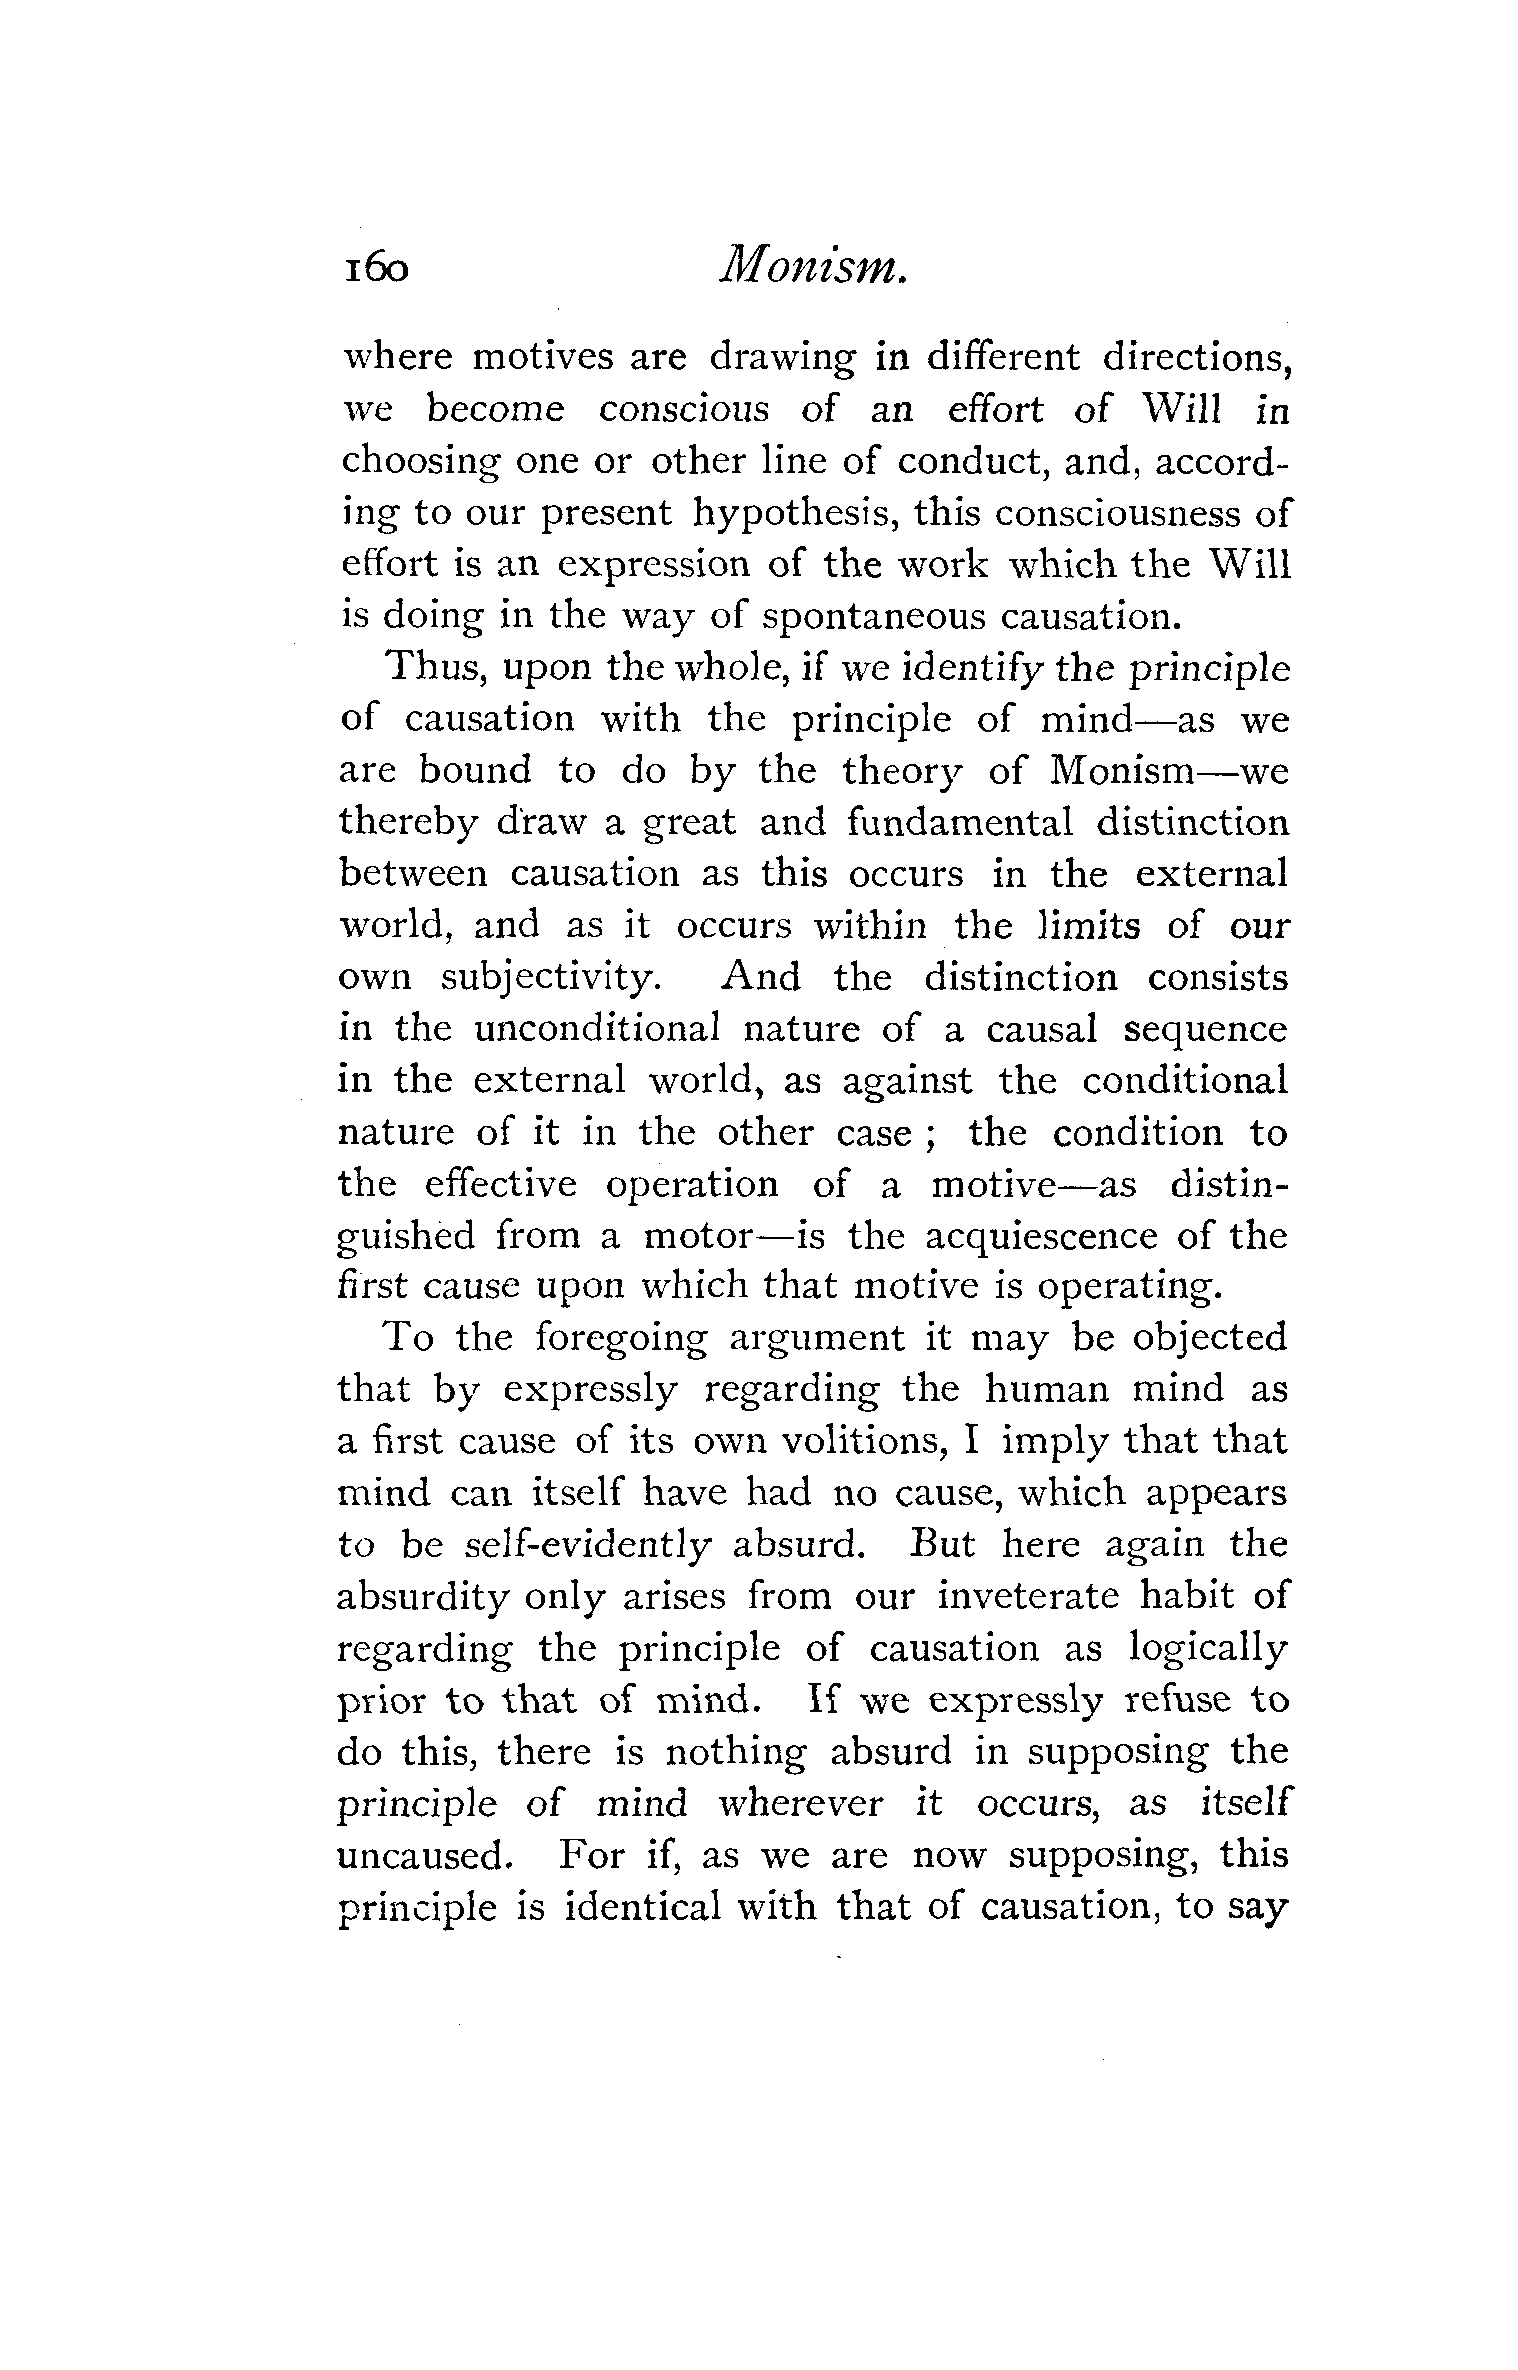 160 Monism.
where motives are drawing in different directions,
we become conscious of an effort of Will in
choosing one or other line of conduct, and, accord-
ing to our present hypothesis, this consciousness of
effort is an expression of the work which the Will
is doing in the way of spontaneous causation.
Thus, upon the whole, if we identify the principle
of causation with the principle of mind—as we
are bound to do by the theory of Monism—we
thereby draw a great and fundamental distinction
between causation as this occurs in the external
world, and as it occurs within the limits of our
own subjectivity. And the distinction consists
in the unconditional nature of a causal sequence
in the external world, as against the conditional
nature of it in the other case ; the condition to
the effective operation of a motive—as distin-
guished from a motor—is the acquiescence of the
first cause upon which that motive is operating.
To the foregoing argument it may be objected
that by expressly regarding the human mind as
a first cause of its own volitions, I imply that that
mind can itself have had no cause, which appears
to be self-evidently absurd. But here again the
absurdity only arises from our inveterate habit of
regarding the principle of causation as logically
prior to that of mind. If we expressly refuse to
do this, there is nothing absurd in supposing the
principle of mind wherever it occurs, as itself
uncaused. For if, as we are now supposing, this
principle is identical with that of causation, to say